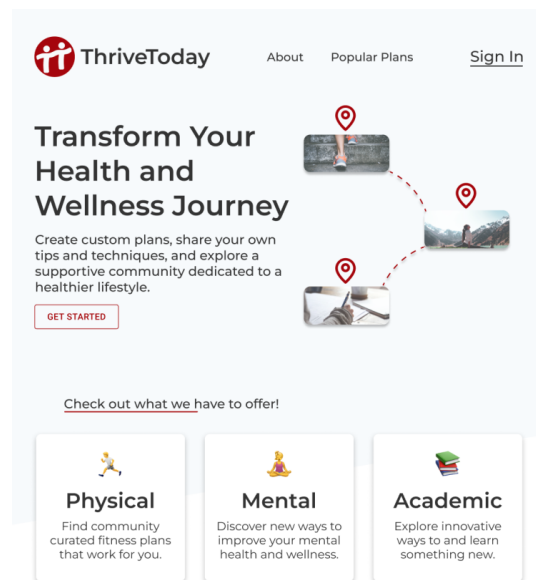 ThriveToday
About
Popular Plans
Sign In
Transform Your
Health and
Wellness Journey
Create custom plans, share your own
tips and techniques, and explore a
supportive community dedicated to a
healthier lifestyle.
GET STARTED
Check out what we have to offer!
Physical
Find community
curated fitness plans
that work for you.
Mental
Discover new ways to
improve your mental
health and wellness.
Academic
Explore innovative
ways to and learn
something new.